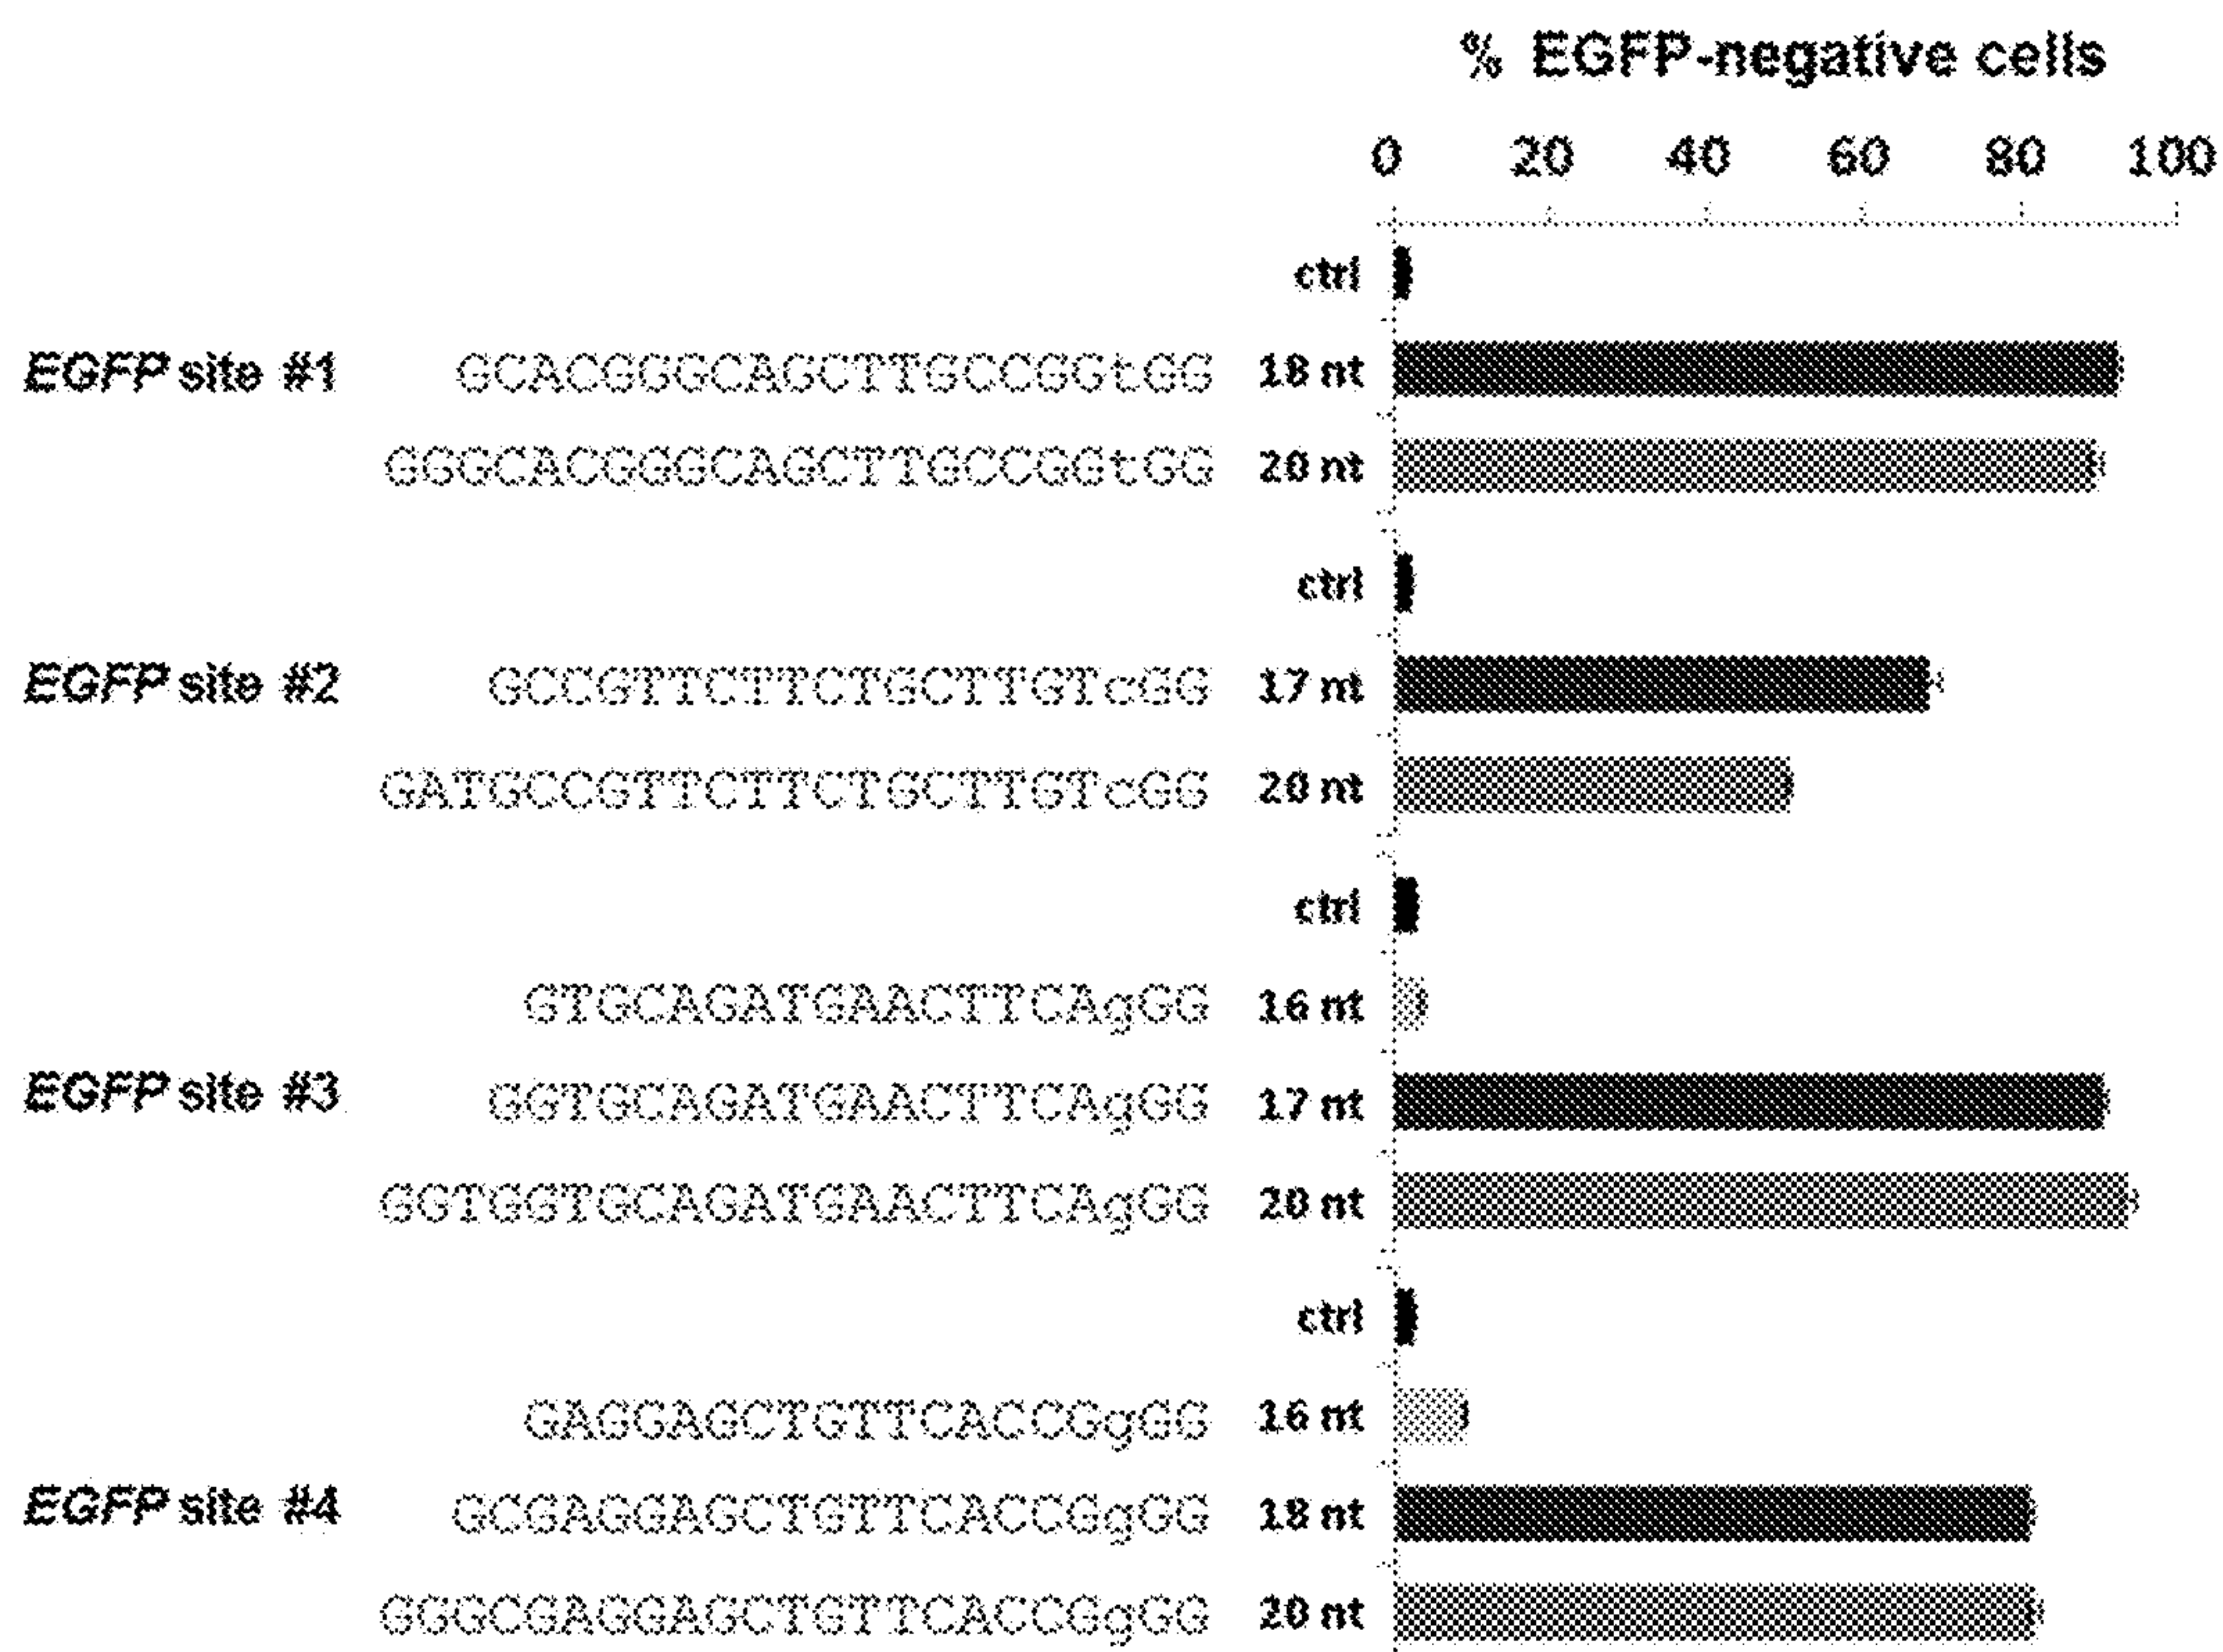 % EGFP-negative cells
0 20 40 60 80 100
ctrl
EGFP site #1 GCACGGGCAGCTTGCCGGtGG 18 nt
GGGCACGGGCAGCTTGCCGGtGG 20 nt
ctrl
EGFP site #2 GCCGTTCTTCTGCTTGTcGG 17 nt
GATGCCGTTCTTCTGCTTGTcGG 20 nt
ctrl
GTGCAGATGAACTTCAgGG 16 nt
EGFP site #3 GGTGCAGATGAACTTCAgGG 17 nt
GGTGGTGCAGATGAACTTCAgGG 20 nt
ctrl
GAGGAGCTGTTCACCGgGG 16 nt
EGFP site #4 GCGAGGAGCTGTTCACCGgGG 18 nt
GGGCGAGGAGCTGTTCACCGgGG 20 nt